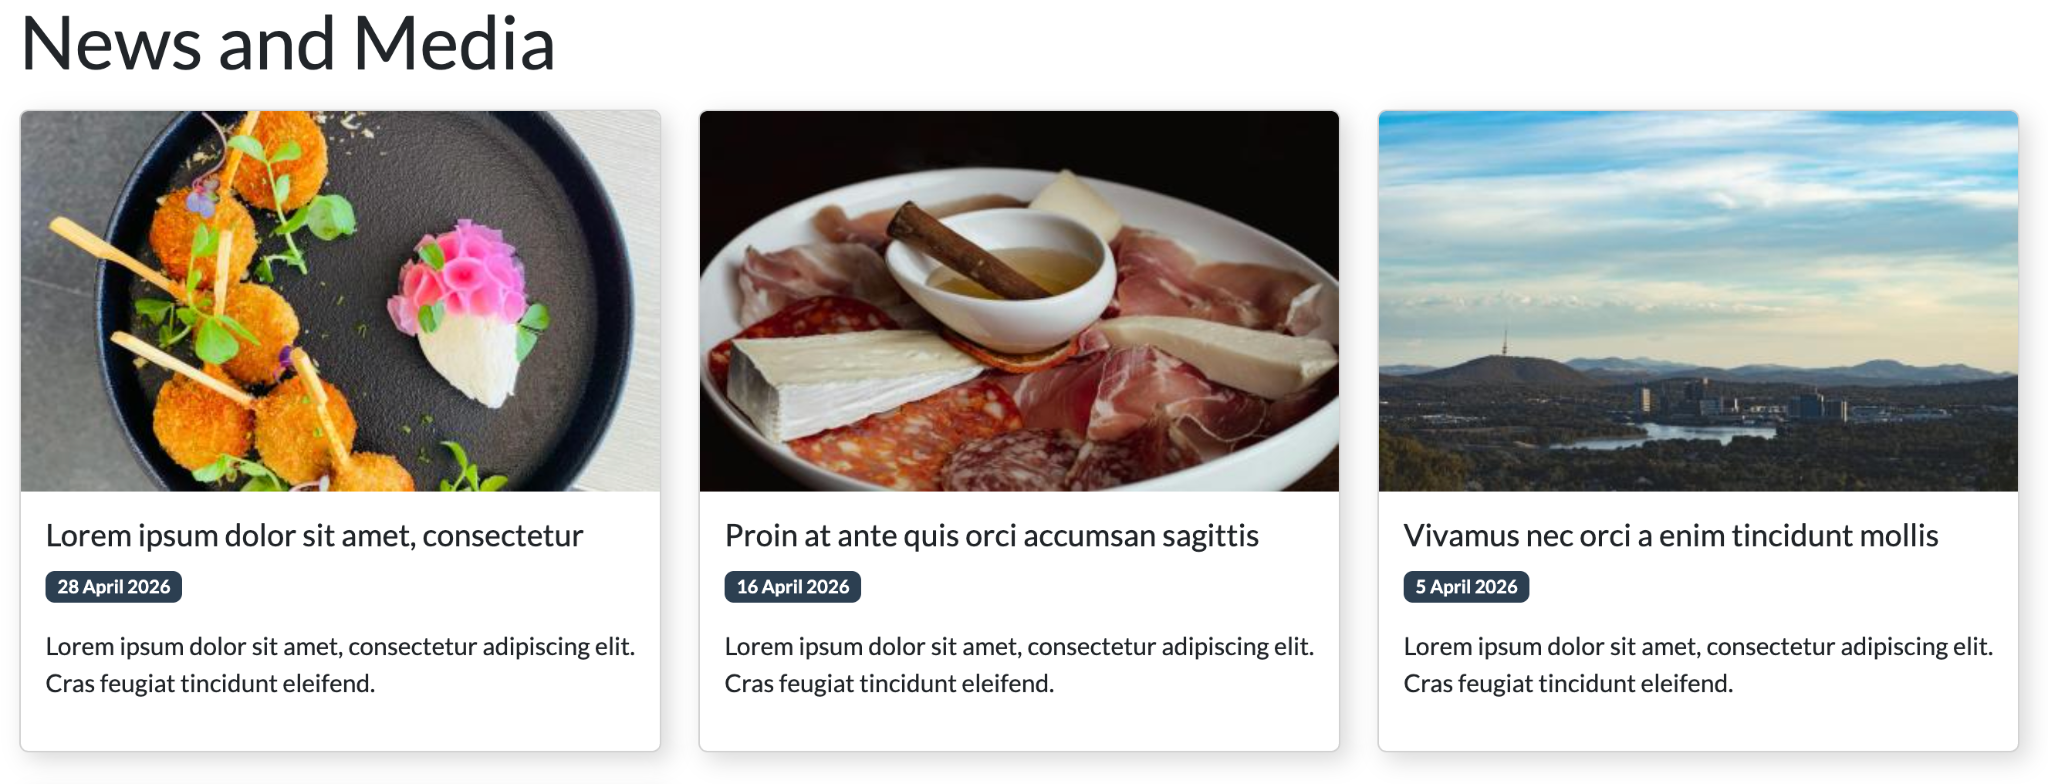 News and Media
Lorem ipsum dolor sit amet, consectetur
28 April 2026
Lorem ipsum dolor sit amet, consectetur adipiscing elit.
Cras feugiat tincidunt eleifend.
Proin at ante quis orci accumsan sagittis
16 April 2026
Lorem ipsum dolor sit amet, consectetur adipiscing elit.
Cras feugiat tincidunt eleifend.
Vivamus nec orci a enim tincidunt mollis
5 April 2026
Lorem ipsum dolor sit amet, consectetur adipiscing elit.
Cras feugiat tincidunt eleifend.